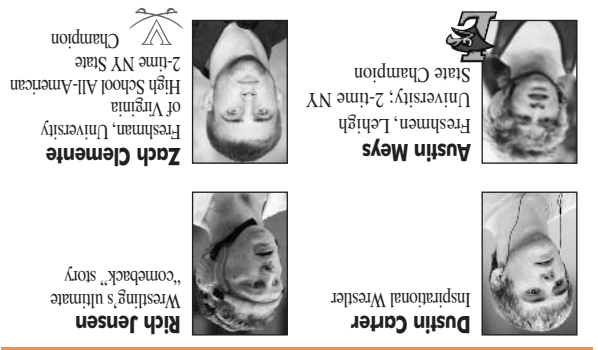 Dustin Carter
Inspirational Wrestler
Rich Jensen
Wrestling's ultimate
"comeback" story
Austin Meys
Freshmen, Lehigh
University; 2-time NY
State Champion
L
Zach Clemente
Freshman, University
of Virginia
High School All-American
2-time NY State
Champion
V